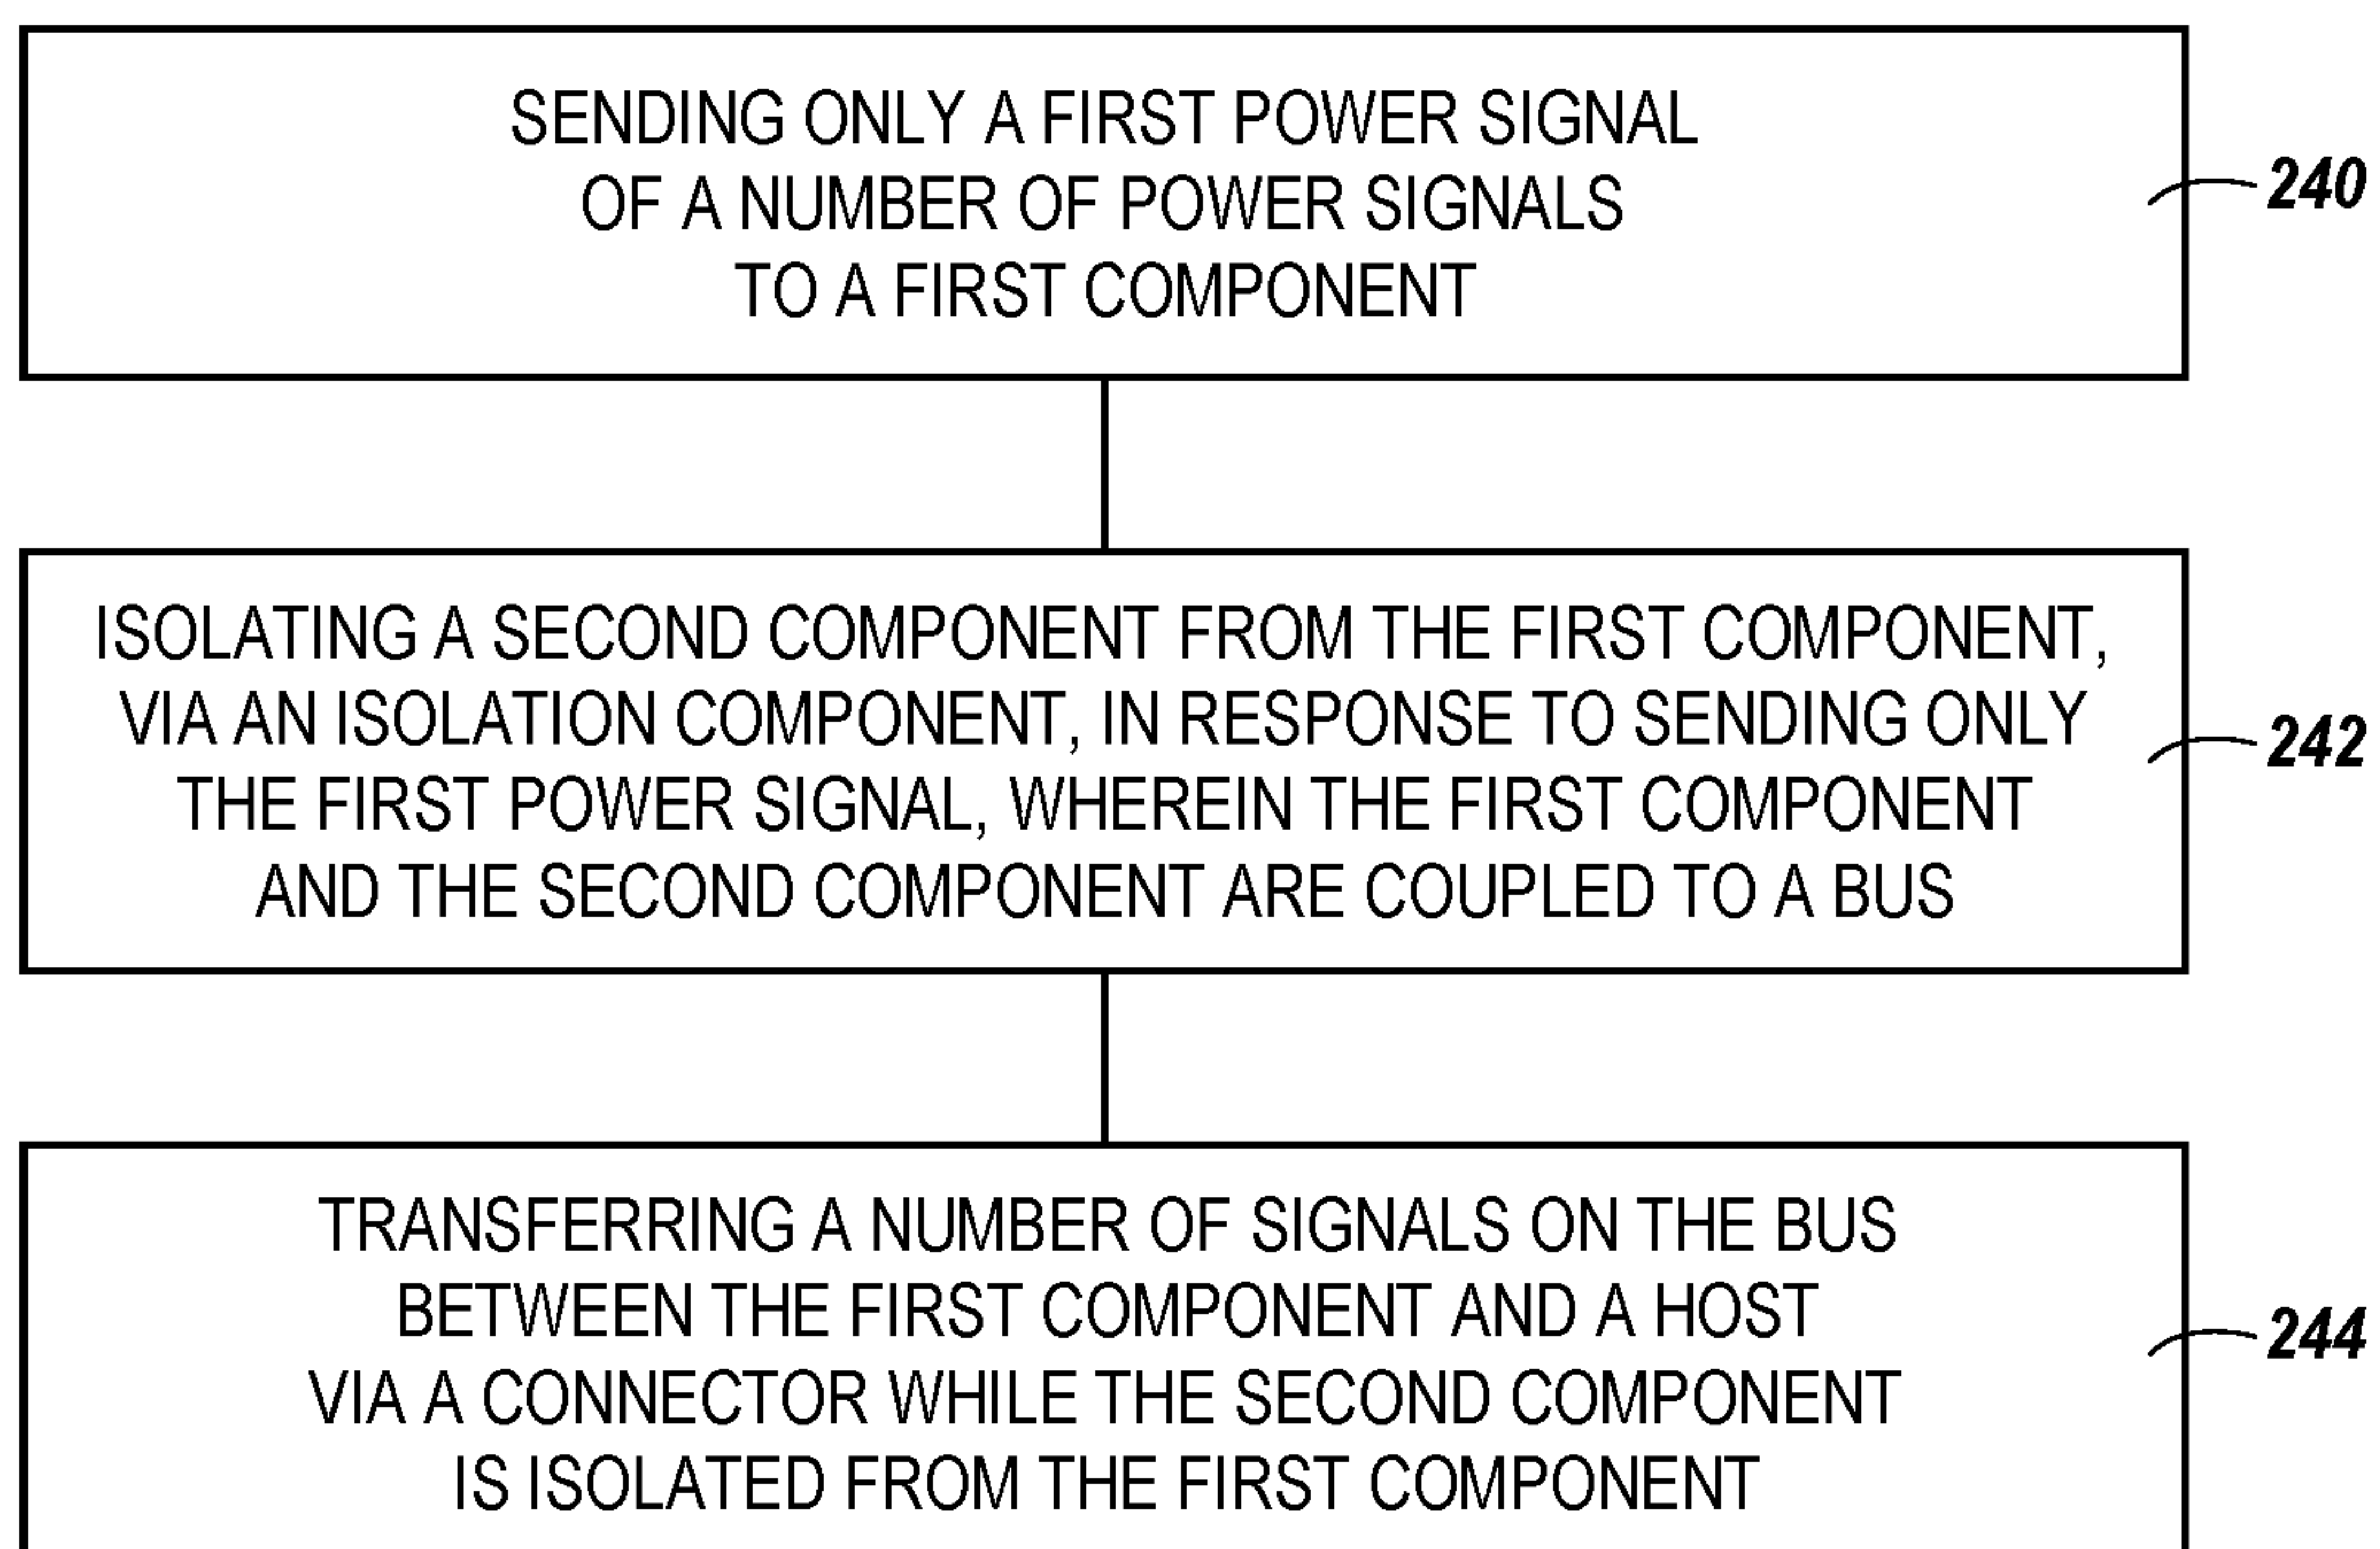 SENDING ONLY A FIRST POWER SIGNAL
OF A NUMBER OF POWER SIGNALS
TO A FIRST COMPONENT
240
ISOLATING A SECOND COMPONENT FROM THE FIRST COMPONENT,
VIA AN ISOLATION COMPONENT, IN RESPONSE TO SENDING ONLY
THE FIRST POWER SIGNAL, WHEREIN THE FIRST COMPONENT
AND THE SECOND COMPONENT ARE COUPLED TO A BUS
242
TRANSFERRING A NUMBER OF SIGNALS ON THE BUS
BETWEEN THE FIRST COMPONENT AND A HOST
VIA A CONNECTOR WHILE THE SECOND COMPONENT
IS ISOLATED FROM THE FIRST COMPONENT
244